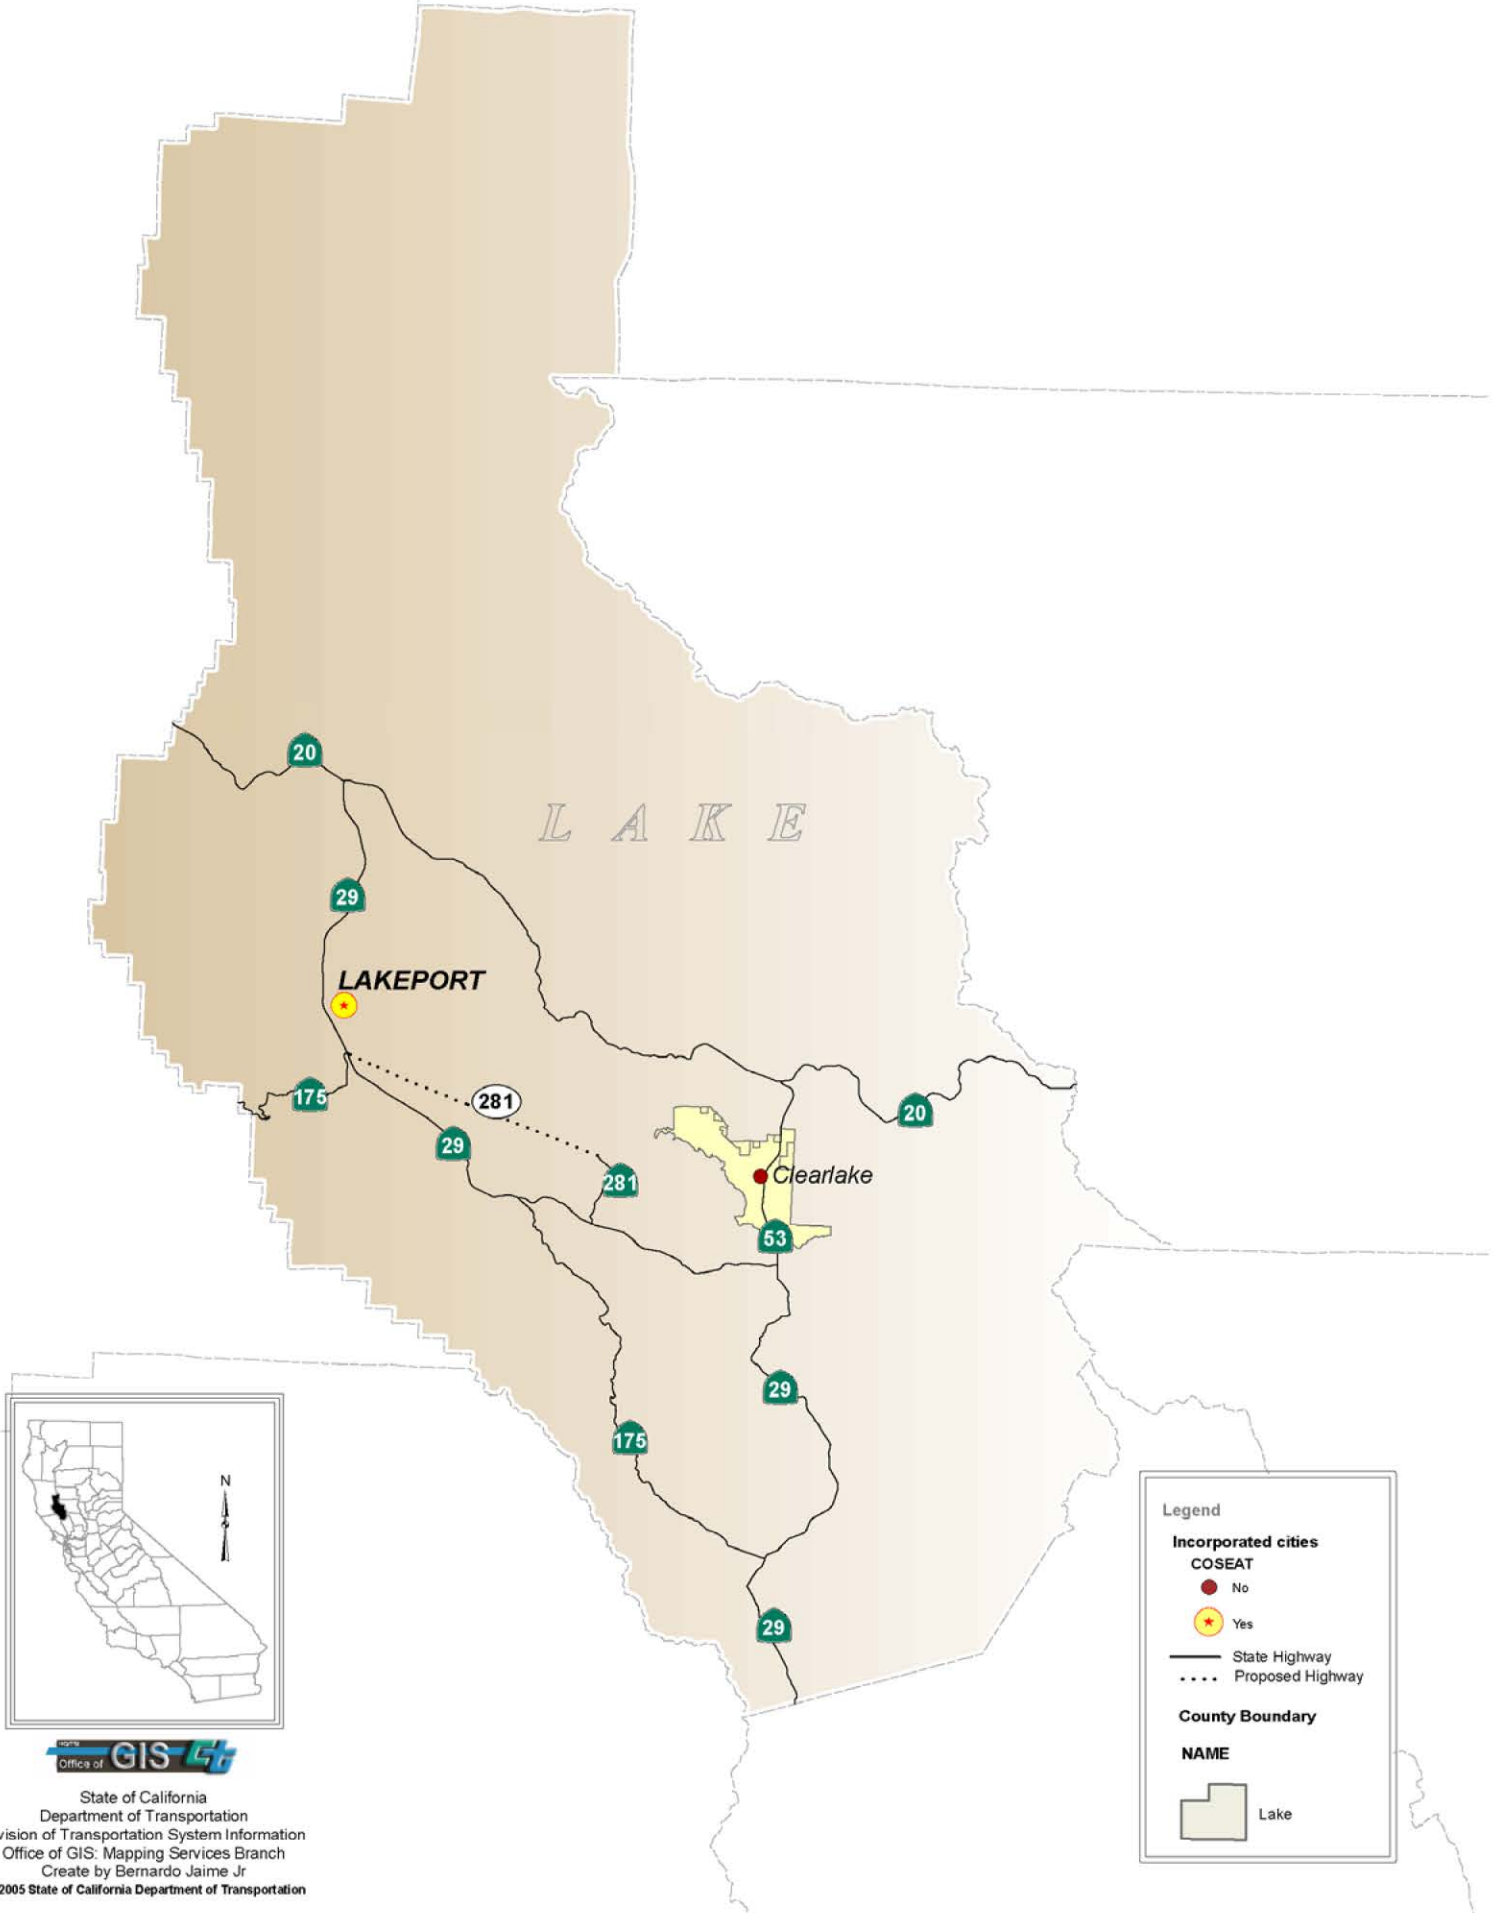 20
L A K E
29
LAKEPORT
281
175
20
29
281
Clearlake
53
29
175
29
N
Office of GIS
State of California
Department of Transportation
vision of Transportation System Information
Office of GIS: Mapping Services Branch
Create by Bernardo Jaime Jr
2005 State of California Department of Transportation
Legend
Incorporated cities
COSEAT
No
Yes
State Highway
Proposed Highway
County Boundary
NAME
Lake